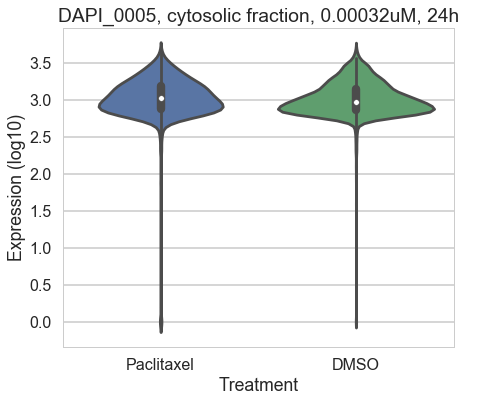 DAPI_0005, cytosolic fraction, 0.00032uM, 24h
Expression (log10)
3.5
3.0
2.5
2.0
1.5
1.0
0.5
0.0
Paclitaxel
DMSO
Treatment